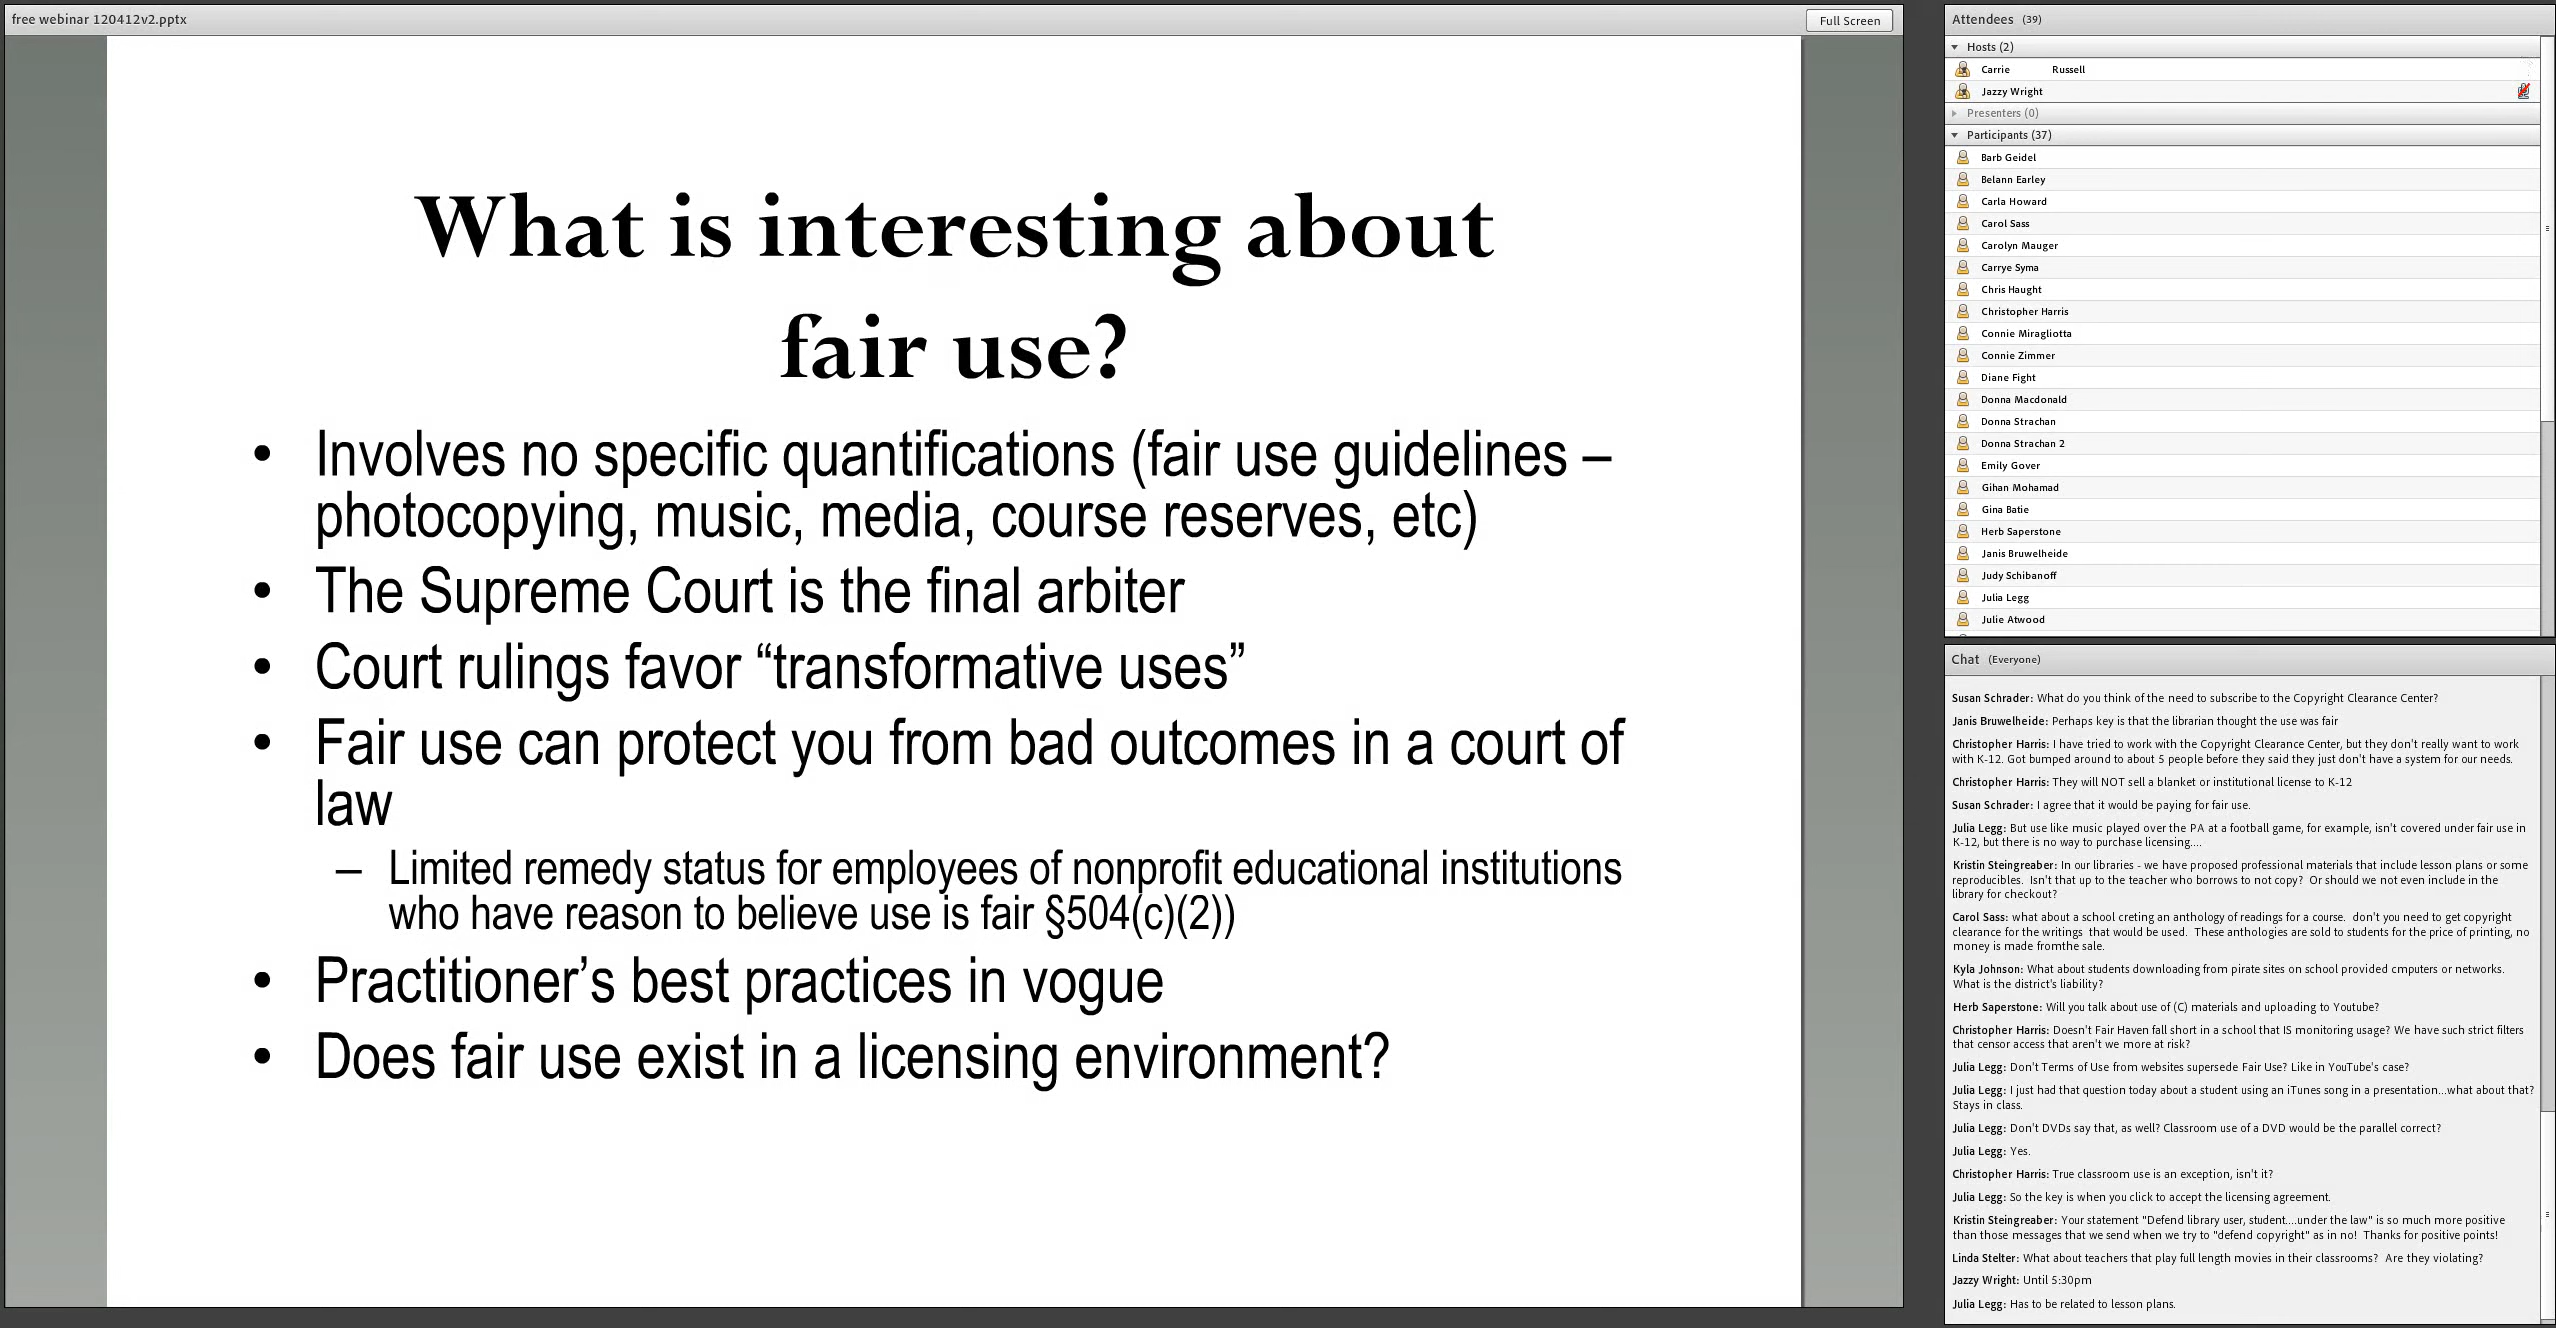 free webinar 120412v2.pptx
Full Screen
What is interesting about
fair use?
• Involves no specific quantifications (fair use guidelines –
photocopying, music, media, course reserves, etc)
• The Supreme Court is the final arbiter
• Court rulings favor “transformative uses”
• Fair use can protect you from bad outcomes in a court of
law
– Limited remedy status for employees of nonprofit educational institutions
who have reason to believe use is fair §504(c)(2))
• Practitioner’s best practices in vogue
• Does fair use exist in a licensing environment?
Attendees (39)
Hosts (2)
Carrie Russell
Jazzy Wright
Presenters (0)
Participants (37)
Barb Geidel
Belann Earley
Carla Howard
Carol Sass
Carolyn Mauger
Carrye Syma
Chris Haught
Christopher Harris
Connie Miragliotta
Connie Zimmer
Diane Fight
Donna Macdonald
Donna Strachan
Donna Strachan 2
Emily Gover
Gihan Mohamad
Gina Batie
Herb Saperstone
Janis Bruwelheide
Judy Schibanoff
Julia Legg
Julie Atwood
Chat (Everyone)
Susan Schrader: What do you think of the need to subscribe to the Copyright Clearance Center?
Janis Bruwelheide: Perhaps key is that the librarian thought the use was fair
Christopher Harris: I have tried to work with the Copyright Clearance Center, but they don't really want to work
with K-12. Got bumped around to about 5 people before they said they just don't have a system for our needs.
Christopher Harris: They will NOT sell a blanket or institutional license to K-12
Susan Schrader: I agree that it would be paying for fair use.
Julia Legg: But use like music played over the PA at a football game, for example, isn't covered under fair use in
K-12, but there is no way to purchase licensing....
Kristin Steingreaber: In our libraries - we have proposed professional materials that include lesson plans or some
reproducibles. Isn't that up to the teacher who borrows to not copy? Or should we not even include in the
library for checkout?
Carol Sass: what about a school creting an anthology of readings for a course. don't you need to get copyright
clearance for the writings that would be used. These anthologies are sold to students for the price of printing, no
money is made fromthe sale.
Kyla Johnson: What about students downloading from pirate sites on school provided cmputers or networks.
What is the district's liability?
Herb Saperstone: Will you talk about use of (C) materials and uploading to Youtube?
Christopher Harris: Doesn't Fair Haven fall short in a school that IS monitoring usage? We have such strict filters
that censor access that aren't we more at risk?
Julia Legg: Don't Terms of Use from websites supersede Fair Use? Like in YouTube's case?
Julia Legg: I just had that question today about a student using an iTunes song in a presentation...what about that?
Stays in class.
Julia Legg: Don't DVDs say that, as well? Classroom use of a DVD would be the parallel correct?
Julia Legg: Yes.
Christopher Harris: True classroom use is an exception, isn't it?
Julia Legg: So the key is when you click to accept the licensing agreement.
Kristin Steingreaber: Your statement "Defend library user, student....under the law" is so much more positive
than those messages that we send when we try to "defend copyright" as in no! Thanks for positive points!
Linda Stelter: What about teachers that play full length movies in their classrooms? Are they violating?
Jazzy Wright: Until 5:30pm
Julia Legg: Has to be related to lesson plans.